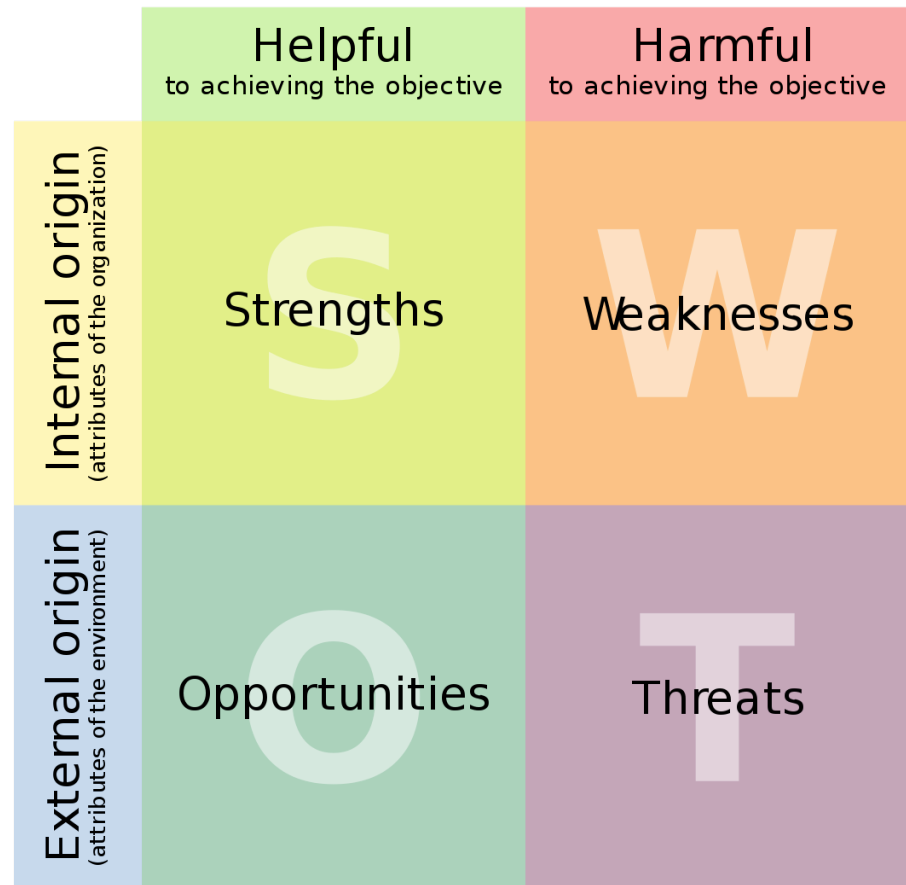 Helpful
to achieving the objective
Harmful
to achieving the objective
Internal origin
(attributes of the organization)
S
Strengths
W
Weaknesses
External origin
(attributes of the environment)
O
Opportunities
T
Threats